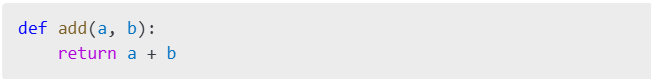 def add(a, b):
    return a + b